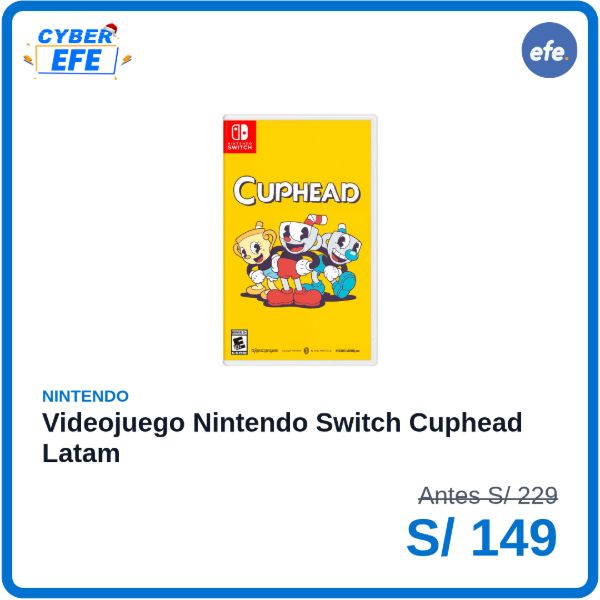 CYBER
EFE
efe.
NINTENDO
SWITCH
CUPHEAD
E
NINTENDO
Videojuego Nintendo Switch Cuphead
Latam
Antes S/ 229
S/ 149